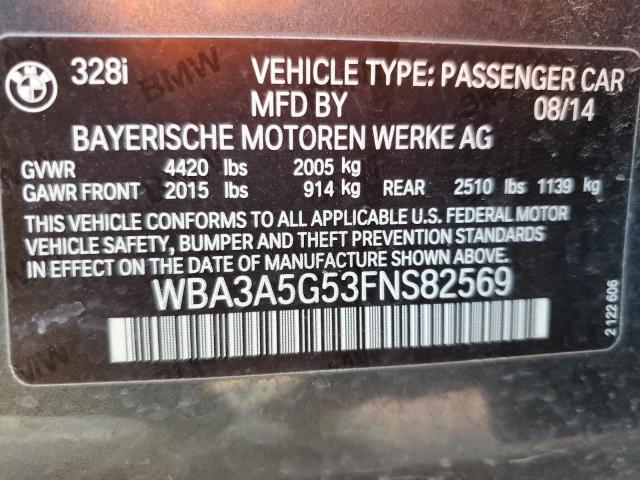 328i VEHICLE TYPE: PASSENGER CAR
MFD BY 08/14
BAYERISCHE MOTOREN WERKE AG
GVWR 4420 lbs 2005 kg
GAWR FRONT 2015 lbs 914 kg REAR 2510 lbs 1139 kg
THIS VEHICLE CONFORMS TO ALL APPLICABLE U.S. FEDERAL MOTOR
VEHICLE SAFETY, BUMPER AND THEFT PREVENTION STANDARDS
IN EFFECT ON THE DATE OF MANUFACTURE SHOWN ABOVE.
WBA3A5G53FNS82569
2 122 606
BMW
BMW